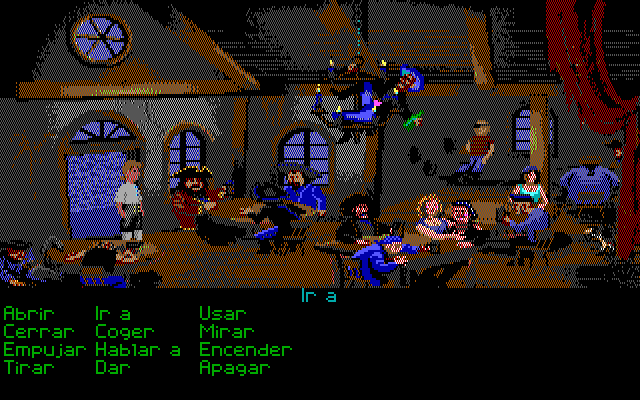 Ir a
Abrir Ir a Usar
Cerrar Coger Mirar
Empujar Hablar a Encender
Tirar Dar Apagar